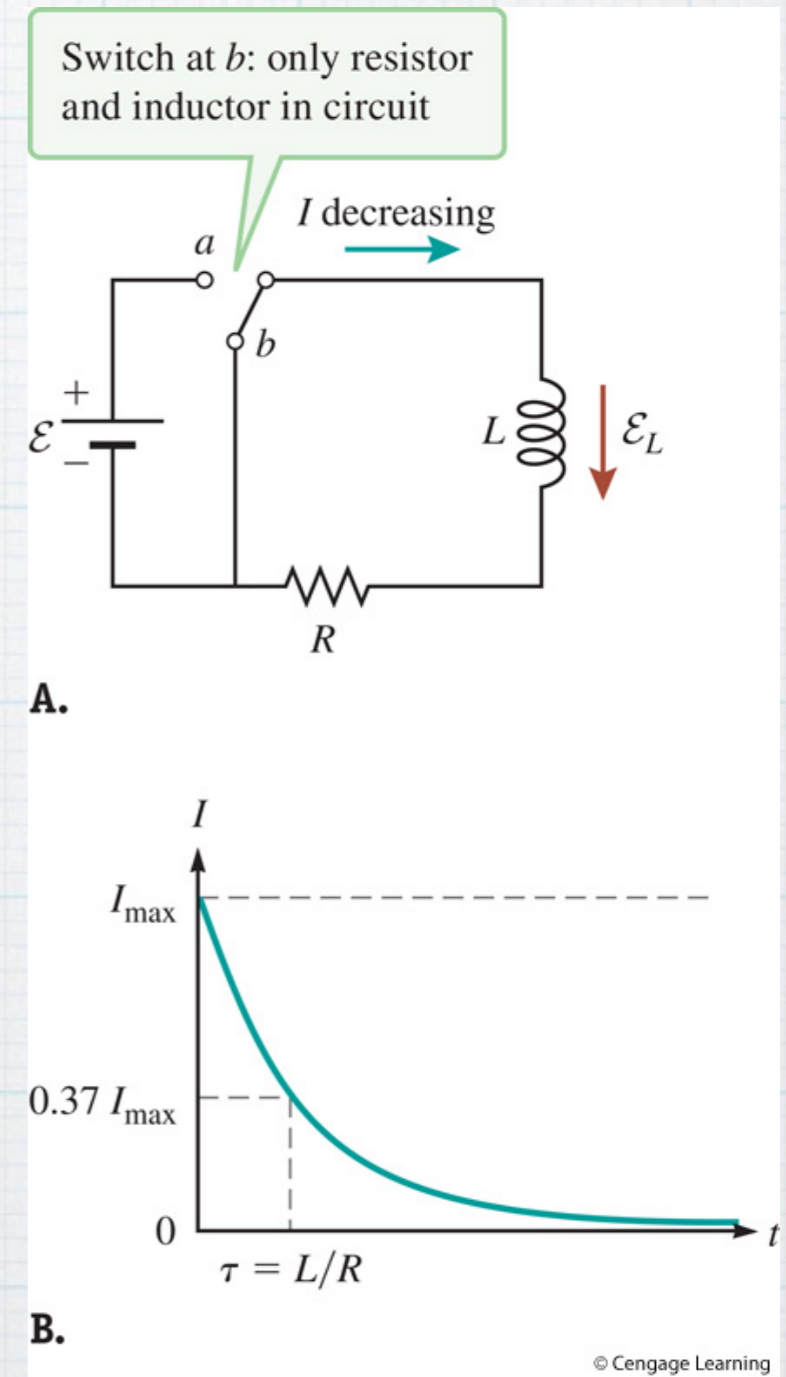 Switch at b: only resistor
and inductor in circuit
I decreasing
a
b
+
ℰ
−
L
ℰ_L
R
A.
I
I_max
0.37 I_max
0
t
τ = L/R
B.
© Cengage Learning